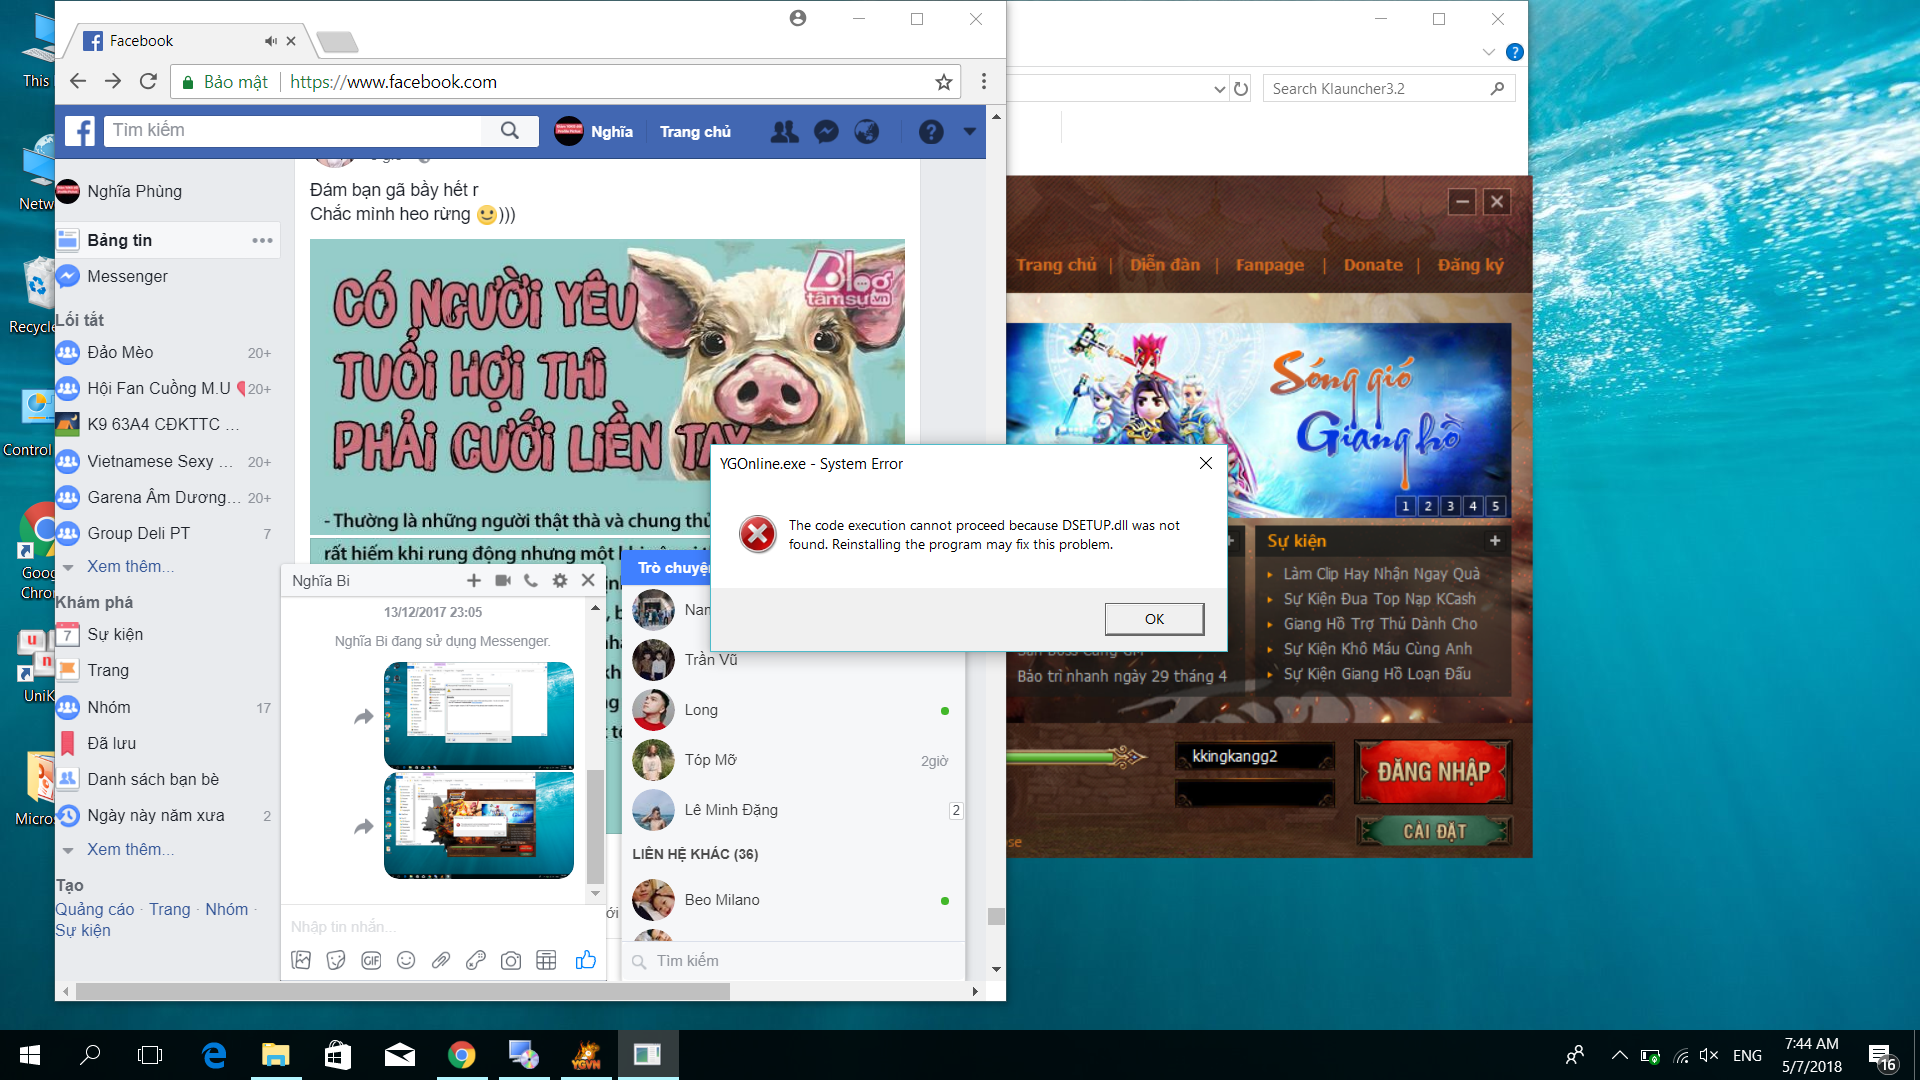 Facebook
Bảo mật
https://www.facebook.com
Tìm kiếm
Nghĩa
Trang chủ
Nghĩa Phùng
Bảng tin
Messenger
Lối tắt
Đảo Mèo 20+
Hội Fan Cuồng M.U 20+
K9 63A4 CĐKTTC ...
Vietnamese Sexy ... 20+
Garena Âm Dương... 20+
Group Deli PT 7
Xem thêm...
Khám phá
7
Sự kiện
Trang
Nhóm 17
Đã lưu
Danh sách bạn bè
Ngày này năm xưa 2
Xem thêm...
Tạo
Quảng cáo · Trang · Nhóm ·
Sự kiện
Đám bạn gã bầy hết r
Chắc mình heo rừng )))
Blog
tâmsự.vn
CÓ NGƯỜI YÊU
TUỔI HỢI THÌ
PHẢI CƯỚI LIỀN TAY
- Thường là những người thật thà và chung thủ
rất hiếm khi rung động nhưng một
Nghĩa Bi
13/12/2017 23:05
Nghĩa Bi đang sử dụng Messenger.
Nhập tin nhắn...
GIF
Trò chuyện
Nam
Trần Vũ
Long
Tóp Mỡ 2giờ
Lê Minh Đặng 2
LIÊN HỆ KHÁC (36)
Beo Milano
Tìm kiếm
YGOnline.exe - System Error
The code execution cannot proceed because DSETUP.dll was not
found. Reinstalling the program may fix this problem.
OK
Search Klauncher3.2
Trang chủ | Diễn đàn | Fanpage | Donate | Đăng ký
Sóng gió
Giang hồ
1 2 3 4 5
Sự kiện +
Làm Clip Hay Nhận Ngay Quà
Sự Kiện Đua Top Nạp KCash
Giang Hồ Trợ Thủ Dành Cho
Sự Kiện Khô Máu Cùng Anh
Sự Kiện Giang Hồ Loạn Đấu
Săn Boss Cùng GM
Bảo trì nhanh ngày 29 tháng 4
kkingkangg2
ĐĂNG NHẬP
CÀI ĐẶT
This
Netw
Recycle
Control
Goog
Chro
UniK
Micros
YGVN
ENG
7:44 AM
5/7/2018
16